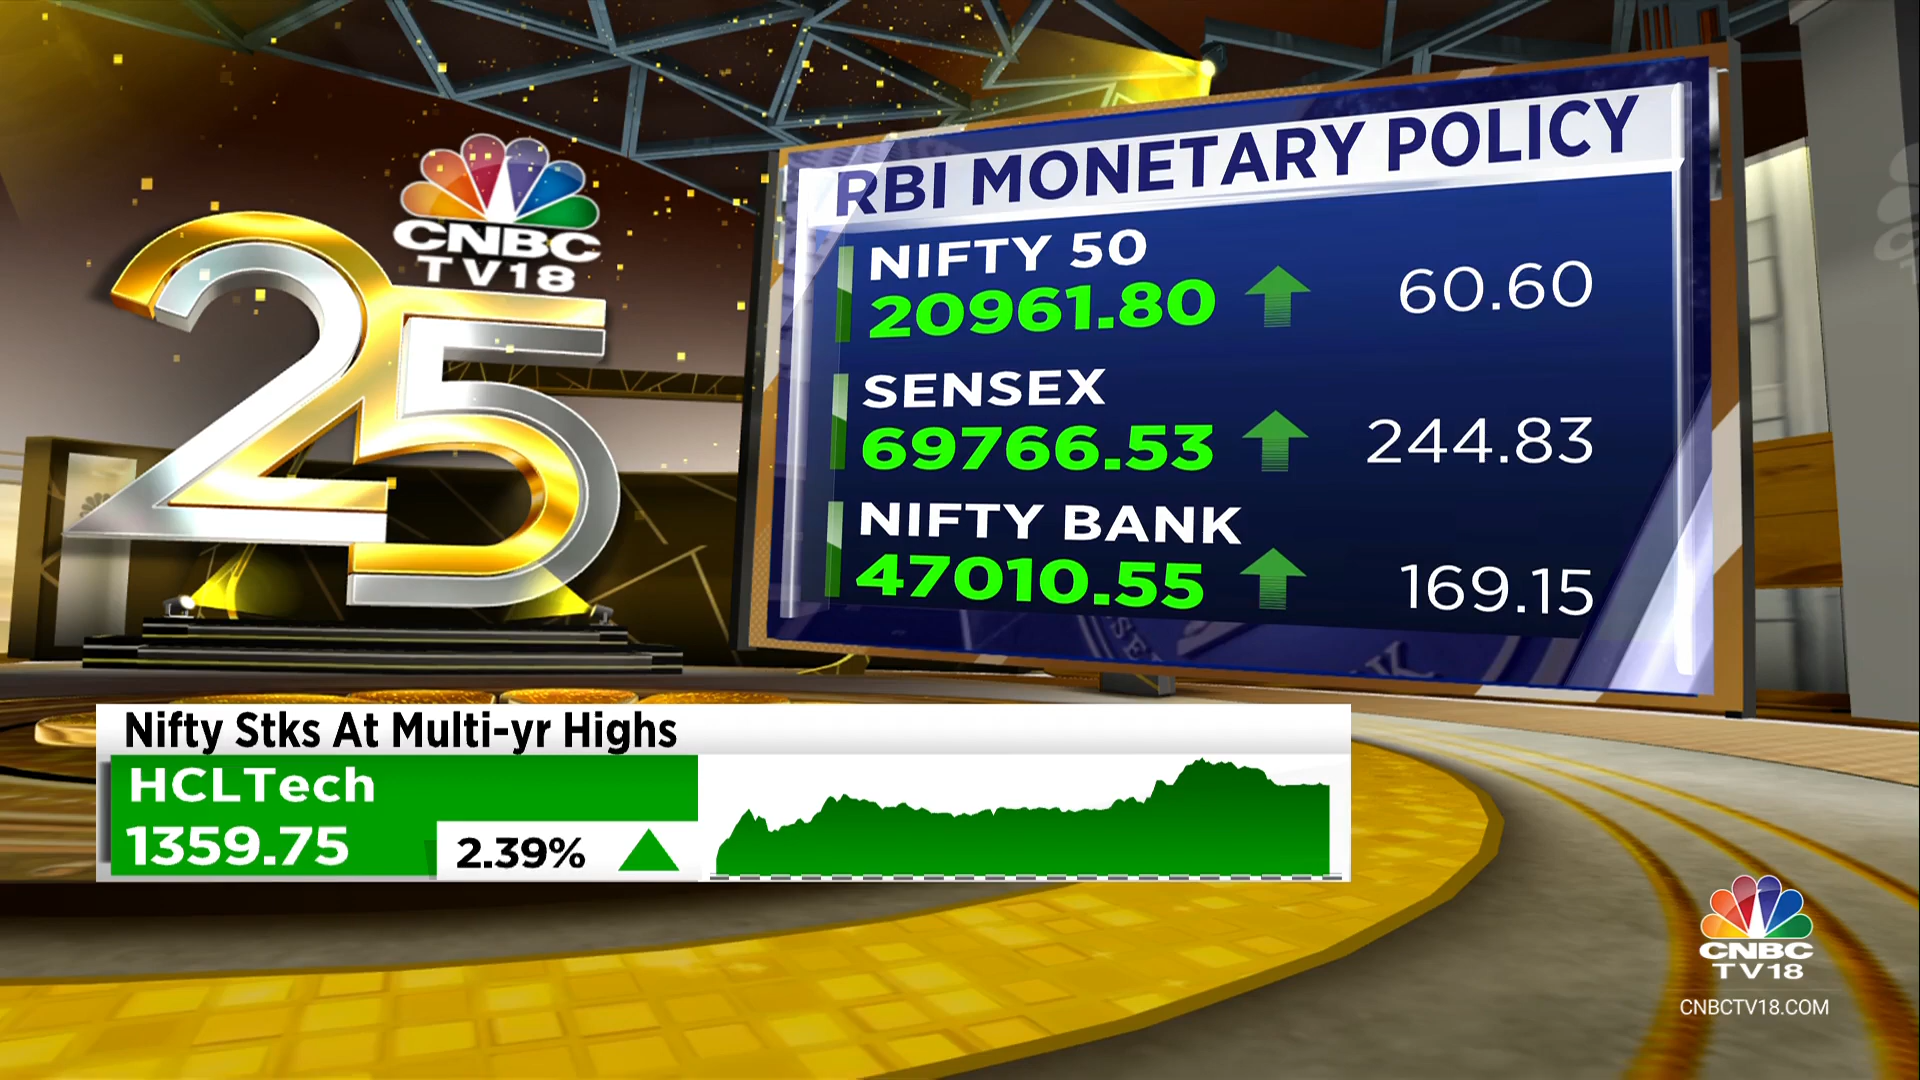 25
CNBC
TV18
RBI MONETARY POLICY
NIFTY 50
20961.80 60.60
SENSEX
69766.53 244.83
NIFTY BANK
47010.55 169.15
Nifty Stks At Multi-yr Highs
HCLTech
1359.75
2.39%
CNBC
TV18
CNBCTV18.COM